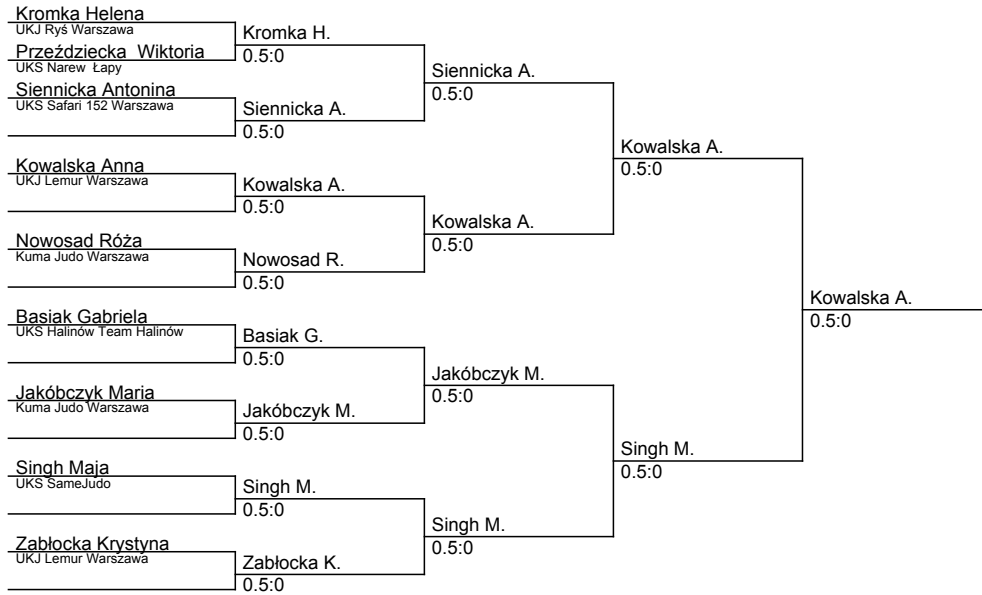 Kromka Helena
UKJ Ryś Warszawa
Przeździecka  Wiktoria
UKS Narew  Łapy
Siennicka Antonina
UKS Safari 152 Warszawa
Kowalska Anna
UKJ Lemur Warszawa
Nowosad Róża
Kuma Judo Warszawa
Basiak Gabriela
UKS Halinów Team Halinów
Jakóbczyk Maria
Kuma Judo Warszawa
Singh Maja
UKS SameJudo
Zabłocka Krystyna
UKJ Lemur Warszawa
Kromka H.
0.5:0
Siennicka A.
0.5:0
Kowalska A.
0.5:0
Nowosad R.
0.5:0
Basiak G.
0.5:0
Jakóbczyk M.
0.5:0
Singh M.
0.5:0
Zabłocka K.
0.5:0
Siennicka A.
0.5:0
Kowalska A.
0.5:0
Jakóbczyk M.
0.5:0
Singh M.
0.5:0
Kowalska A.
0.5:0
Singh M.
0.5:0
Kowalska A.
0.5:0